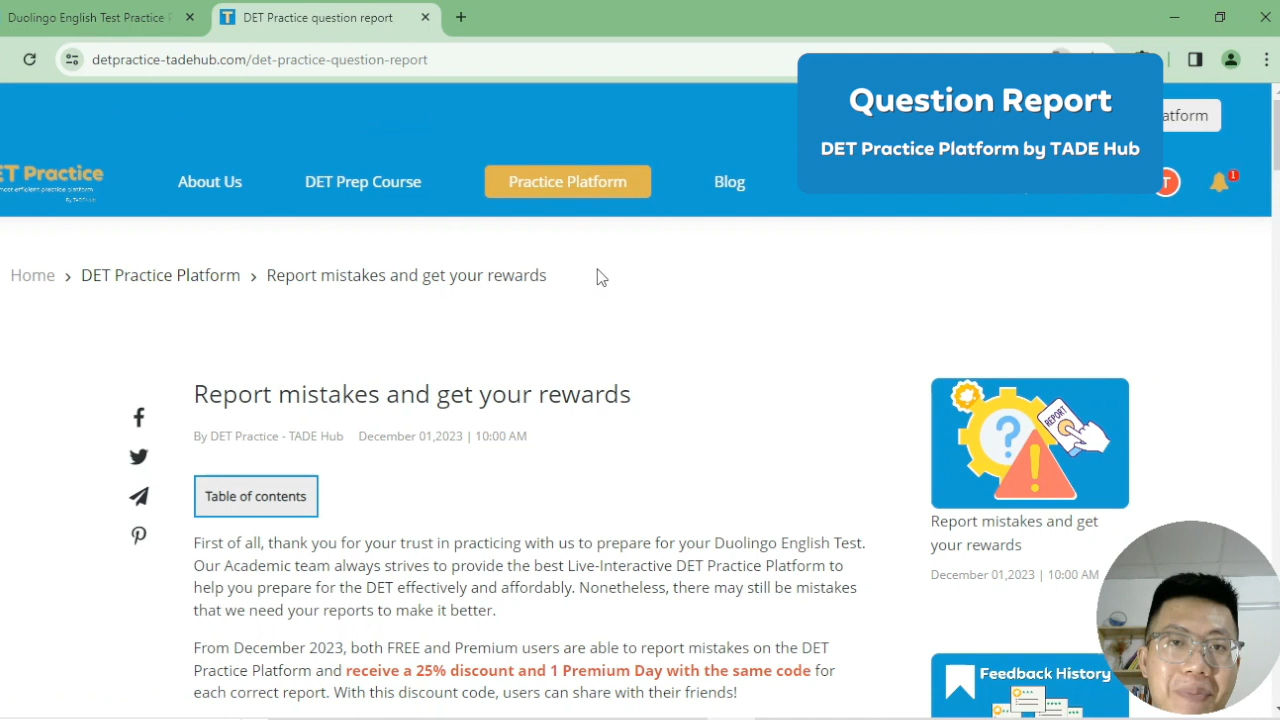 Duolingo English Test Practice
DET Practice question report
detpractice-tadehub.com/det-practice-question-report
Question Report
DET Practice Platform by TADE Hub
atform
ET Practice
most efficient practice platform
By TADE Hub
About Us
DET Prep Course
Practice Platform
Blog
T
1
Home > DET Practice Platform > Report mistakes and get your rewards
Report mistakes and get your rewards
By DET Practice - TADE Hub December 01,2023 | 10:00 AM
Table of contents
First of all, thank you for your trust in practicing with us to prepare for your Duolingo English Test.
Our Academic team always strives to provide the best Live-Interactive DET Practice Platform to
help you prepare for the DET effectively and affordably. Nonetheless, there may still be mistakes
that we need your reports to make it better.
From December 2023, both FREE and Premium users are able to report mistakes on the DET
Practice Platform and receive a 25% discount and 1 Premium Day with the same code for
each correct report. With this discount code, users can share with their friends!
REPORT
Report mistakes and get
your rewards
December 01,2023 | 10:00 AM
Feedback History